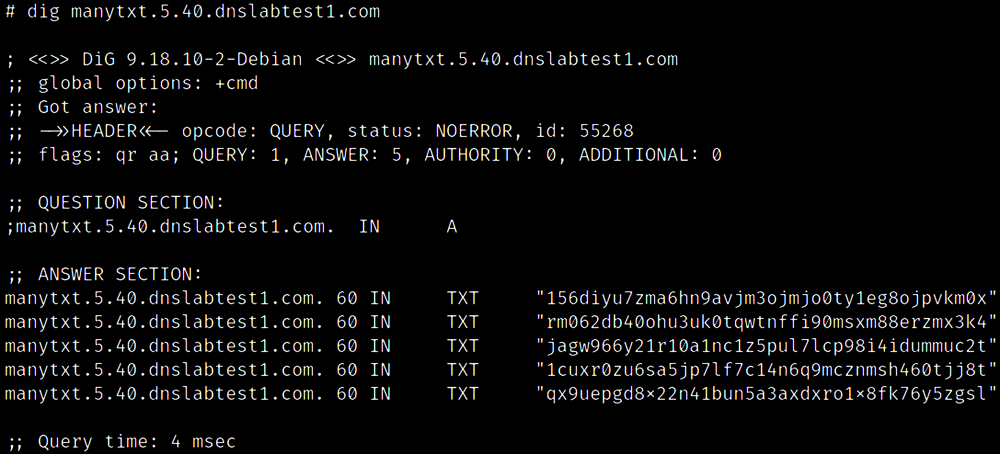 # dig manytxt.5.40.dnslabtest1.com
; <<>> DiG 9.18.10-2-Debian <<>> manytxt.5.40.dnslabtest1.com
;; global options: +cmd
;; Got answer:
;; ->>HEADER<<- opcode: QUERY, status: NOERROR, id: 55268
;; flags: qr aa; QUERY: 1, ANSWER: 5, AUTHORITY: 0, ADDITIONAL: 0
;; QUESTION SECTION:
;manytxt.5.40.dnslabtest1.com. IN A
;; ANSWER SECTION:
manytxt.5.40.dnslabtest1.com. 60 IN TXT "156diyu7zma6hn9avjm3ojmjo0ty1eg8ojpvkm0x"
manytxt.5.40.dnslabtest1.com. 60 IN TXT "rm062db40ohu3uk0tqwtnffi90msxm88erzmx3k4"
manytxt.5.40.dnslabtest1.com. 60 IN TXT "jagw966y21r10a1nc1z5pul7lcp98i4idummuc2t"
manytxt.5.40.dnslabtest1.com. 60 IN TXT "1cuxr0zu6sa5jp7lf7c14n6q9mcznmsh460tjj8t"
manytxt.5.40.dnslabtest1.com. 60 IN TXT "qx9uepgd8×22n41bun5a3axdxro1×8fk76y5zgsl"
;; Query time: 4 msec